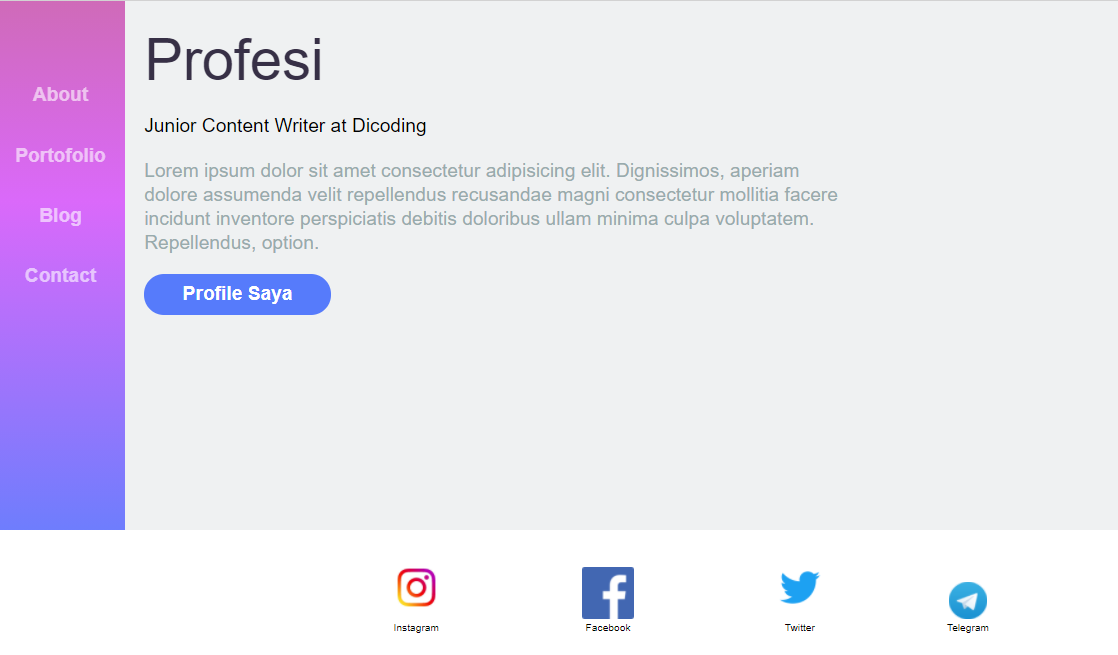 About
Portofolio
Blog
Contact
Profesi
Junior Content Writer at Dicoding
Lorem ipsum dolor sit amet consectetur adipisicing elit. Dignissimos, aperiam
dolore assumenda velit repellendus recusandae magni consectetur mollitia facere
incidunt inventore perspiciatis debitis doloribus ullam minima culpa voluptatem.
Repellendus, option.
Profile Saya
Instagram
Facebook
Twitter
Telegram